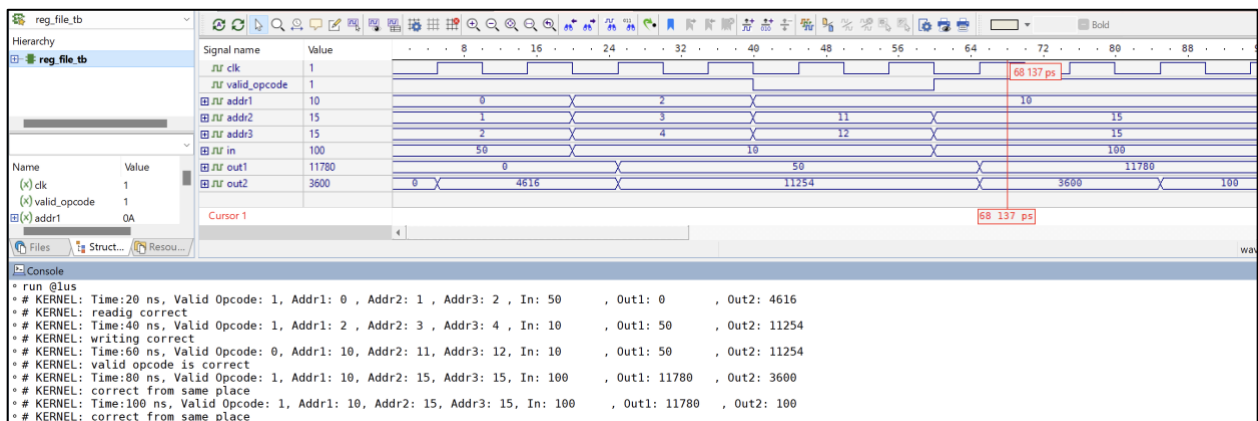 reg_file_tb
Hierarchy
reg_file_tb
Name Value
clk 1
valid_opcode 1
addr1 0A
Files Struct... Resou...
Bold
Signal name Value 8 16 24 32 40 48 56 64 72 80 88
clk 1
valid_opcode 1
addr1 10 0 2 10
addr2 15 1 3 11 15
addr3 15 2 4 12 15
in 100 50 10 100
out1 11780 0 50 11780
out2 3600 0 4616 11254 3600 100
68 137 ps
Cursor 1 68 137 ps
wav
Console
run @1us
# KERNEL: Time:20 ns, Valid Opcode: 1, Addr1: 0 , Addr2: 1 , Addr3: 2 , In: 50 , Out1: 0 , Out2: 4616
# KERNEL: readig correct
# KERNEL: Time:40 ns, Valid Opcode: 1, Addr1: 2 , Addr2: 3 , Addr3: 4 , In: 10 , Out1: 50 , Out2: 11254
# KERNEL: writing correct
# KERNEL: Time:60 ns, Valid Opcode: 0, Addr1: 10, Addr2: 11, Addr3: 12, In: 10 , Out1: 50 , Out2: 11254
# KERNEL: valid opcode is correct
# KERNEL: Time:80 ns, Valid Opcode: 1, Addr1: 10, Addr2: 15, Addr3: 15, In: 100 , Out1: 11780 , Out2: 3600
# KERNEL: correct from same place
# KERNEL: Time:100 ns, Valid Opcode: 1, Addr1: 10, Addr2: 15, Addr3: 15, In: 100 , Out1: 11780 , Out2: 100
# KERNEL: correct from same place